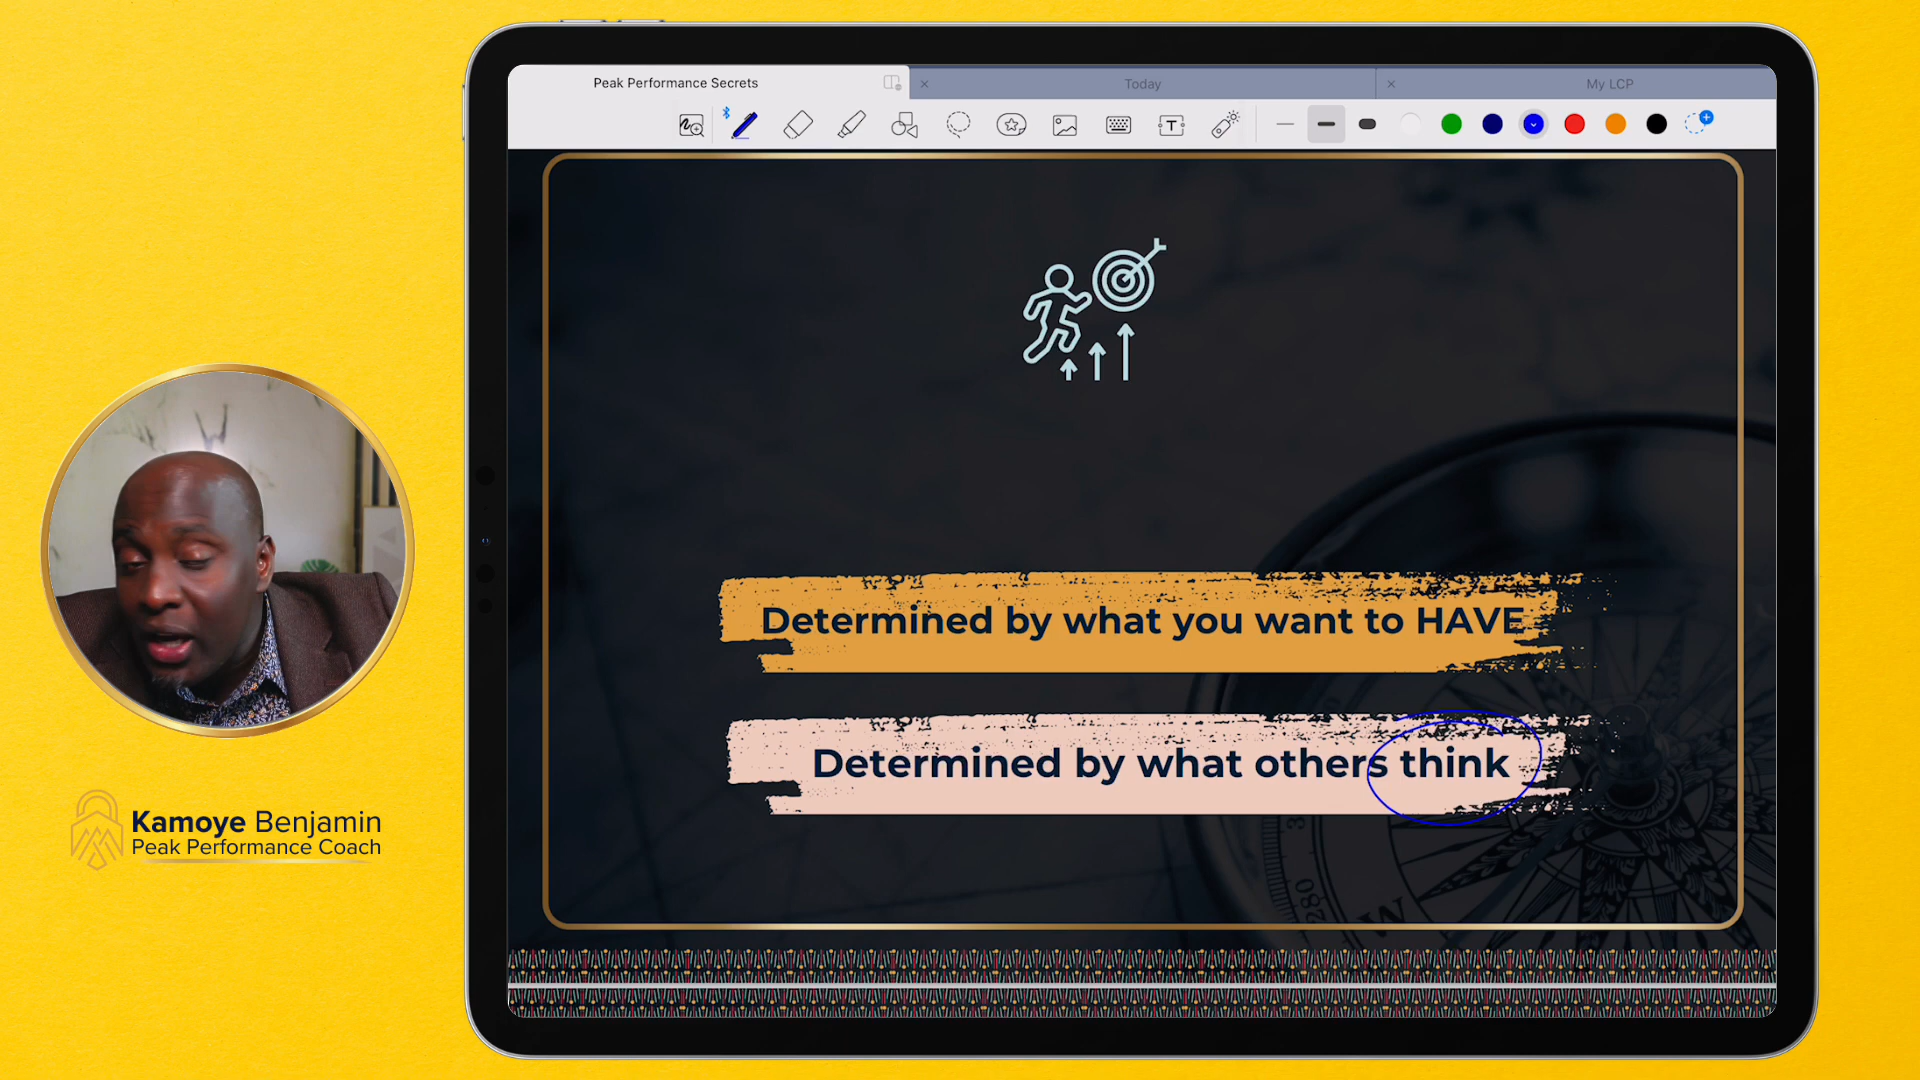 Peak Performance Secrets
Today
My LCP
T
Determined by what you want to HAVE
Determined by what others think
280
W
Kamoye Benjamin
Peak Performance Coach